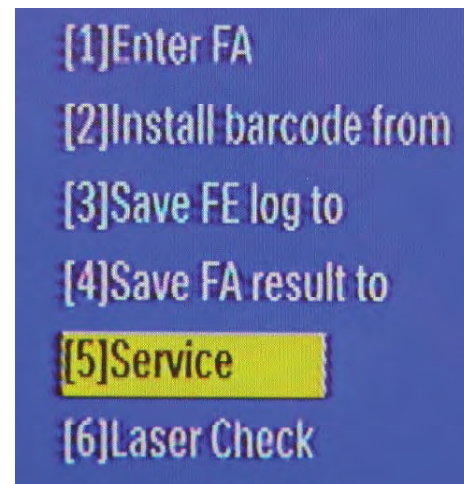 [1]Enter FA
[2]Install barcode from
[3]Save FE log to
[4]Save FA result to
[5]Service
[6]Laser Check